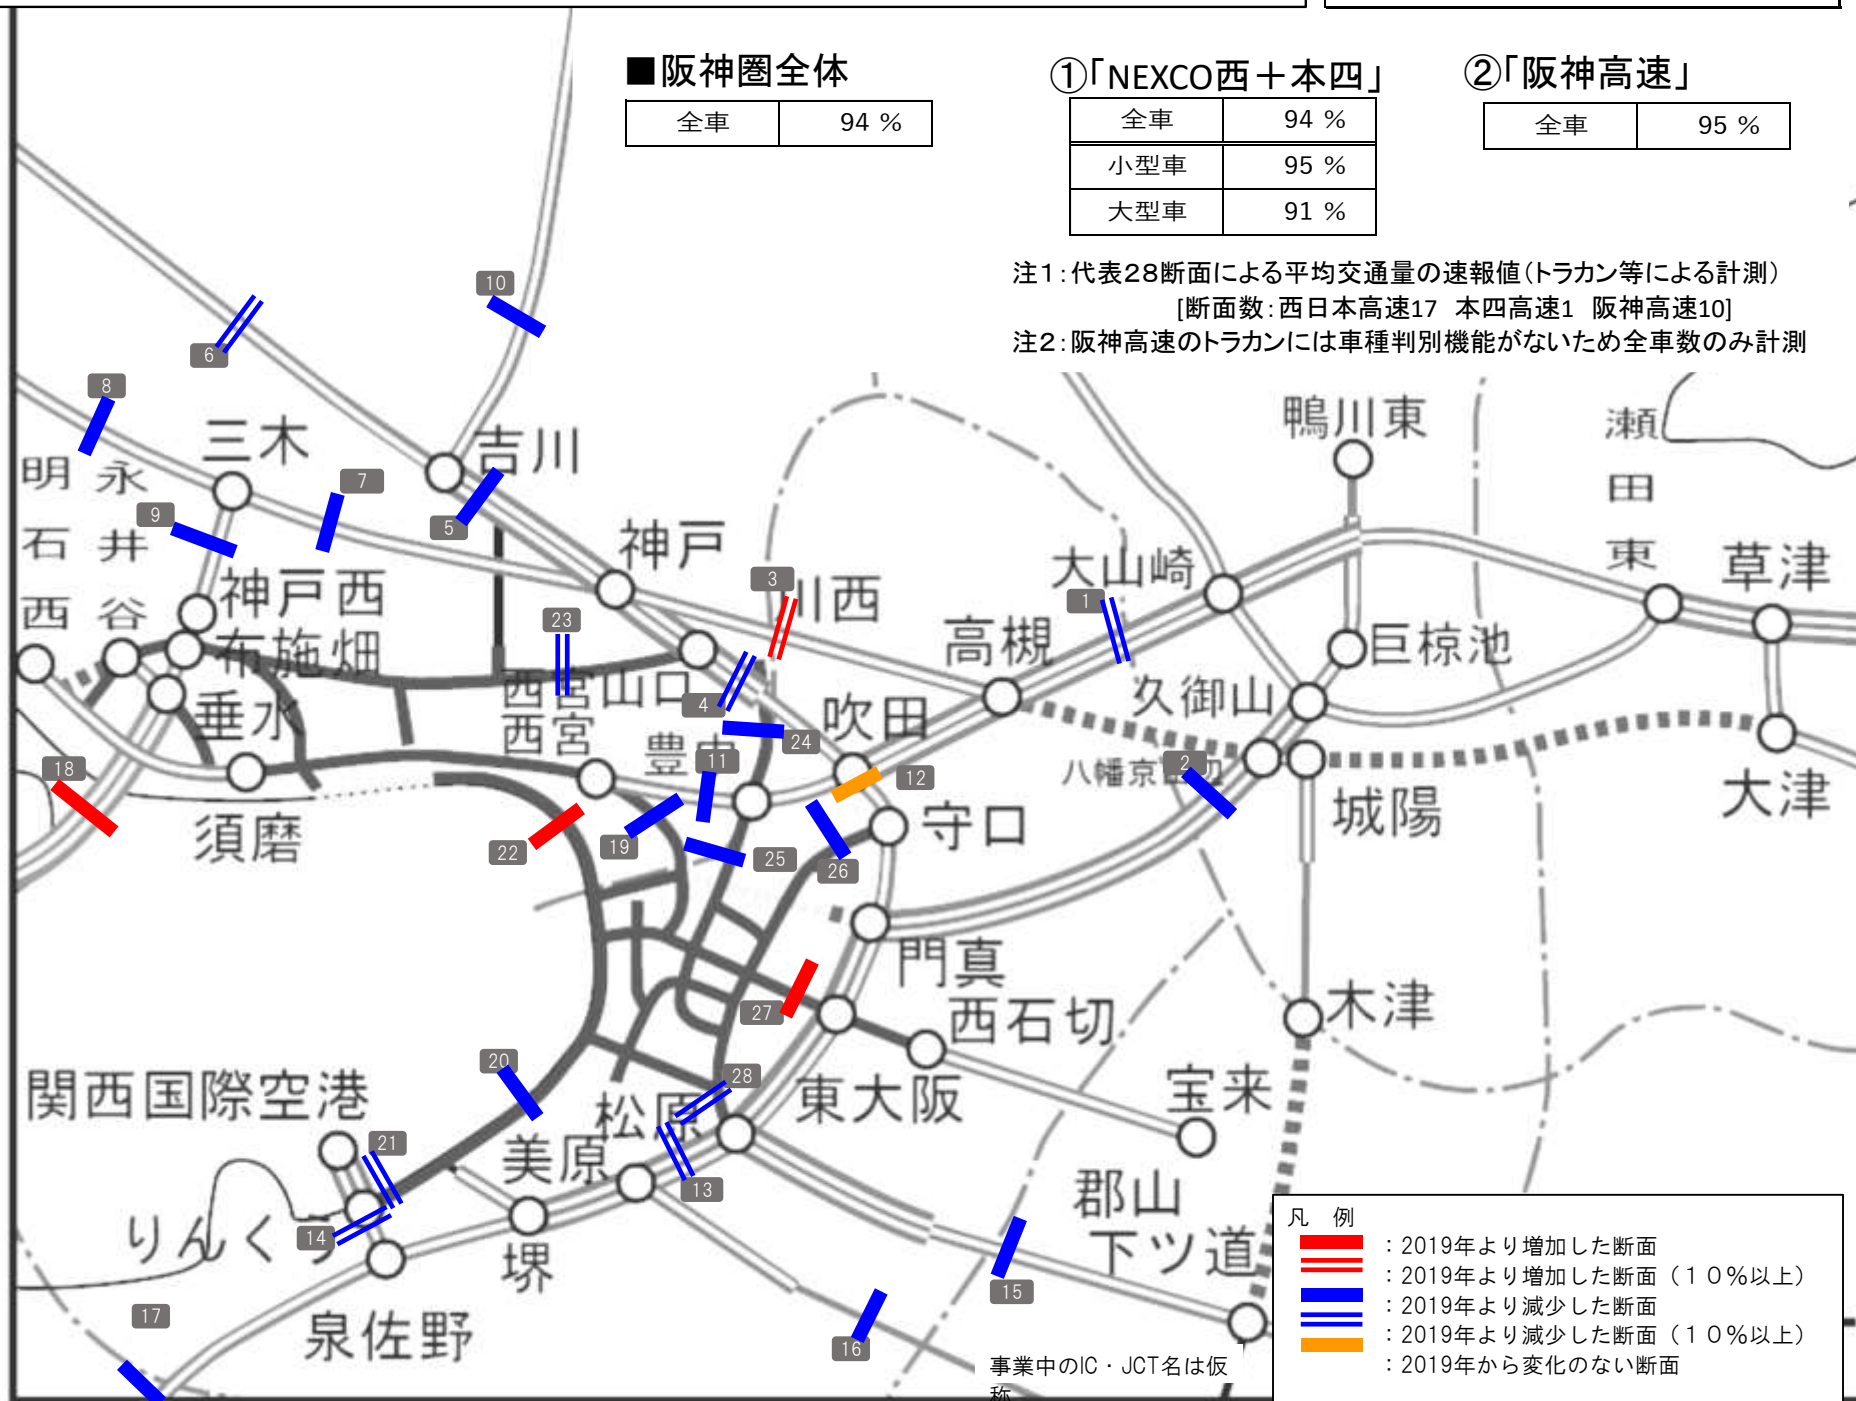 ■阪神圏全体
全車 94 %
①「NEXCO西＋本四」
全車 94 %
小型車 95 %
大型車 91 %
②「阪神高速」
全車 95 %
注1：代表28断面による平均交通量の速報値（トラカン等による計測）
[断面数：西日本高速17 本四高速1 阪神高速10]
注2：阪神高速のトラカンには車種判別機能がないため全車数のみ計測
10
6
8
鴨川東
瀬田東
三木
吉川
明石西
永井谷
7
9
5
神戸
大山崎
草津
3
川西
1
神戸西
23
布施畑
高槻
巨椋池
西宮山口
4
久御山
垂水
西宮
吹田
24
豊中
11
18
12
2
八幡京田辺
大津
城陽
須磨
守口
22
19
25
26
門真
27
西石切
木津
20
28
関西国際空港
松原
東大阪
宝来
21
美原
13
郡山
下ツ道
14
りんくう
堺
15
17
泉佐野
16
事業中のIC・JCT名は仮
称
凡 例
：2019年より増加した断面
：2019年より増加した断面（１０％以上）
：2019年より減少した断面
：2019年より減少した断面（１０％以上）
：2019年から変化のない断面